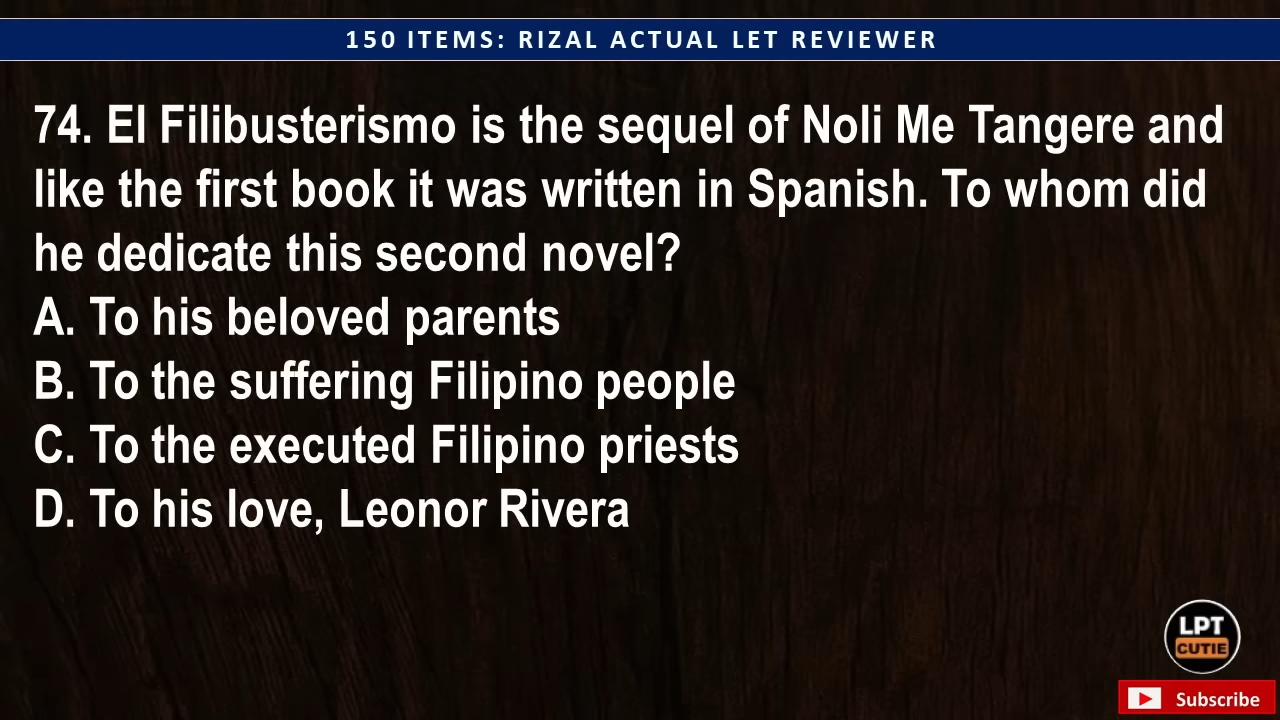 150 ITEMS: RIZAL ACTUAL LET REVIEWER
74. El Filibusterismo is the sequel of Noli Me Tangere and
like the first book it was written in Spanish. To whom did
he dedicate this second novel?
A. To his beloved parents
B. To the suffering Filipino people
C. To the executed Filipino priests
D. To his love, Leonor Rivera
LPT
CUTIE
Subscribe